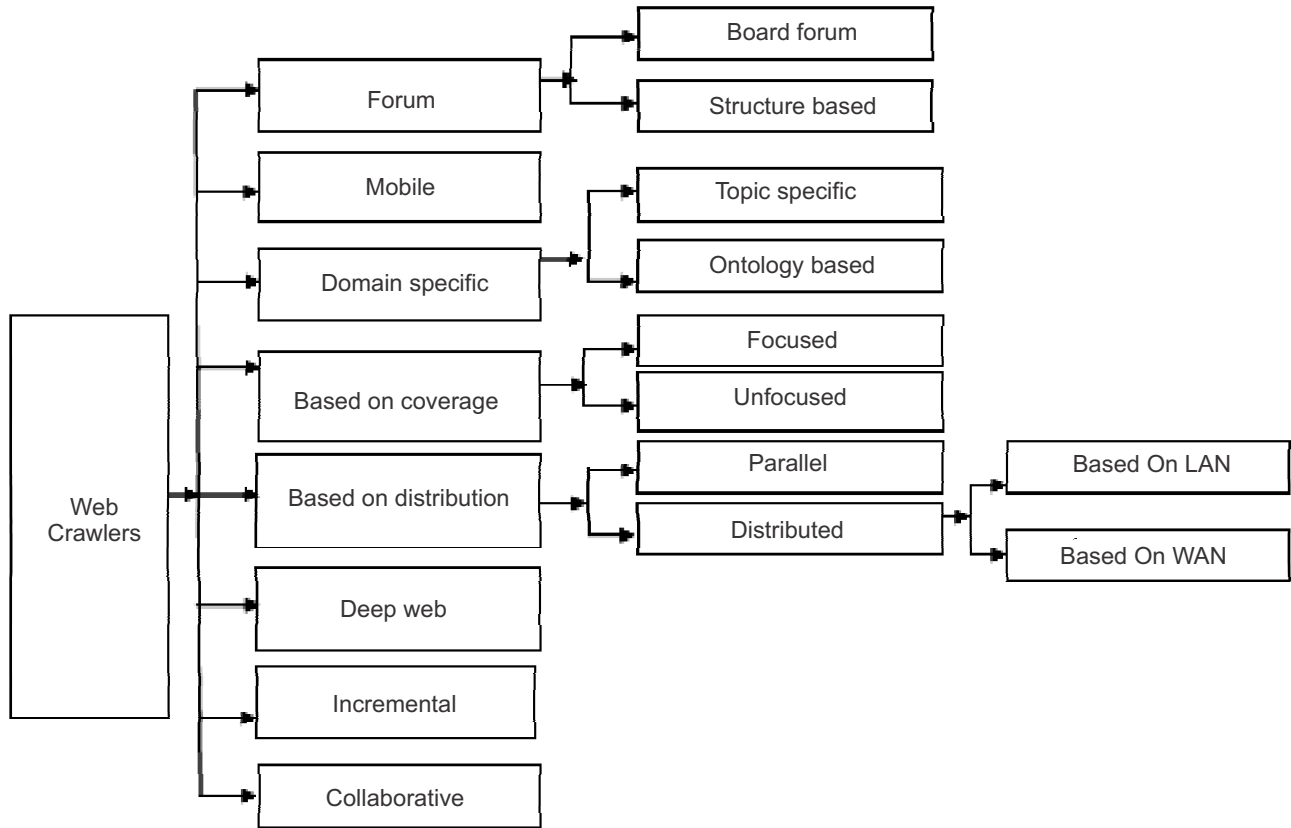 Web
Crawlers
Forum
Board forum
Structure based
Mobile
Domain specific
Topic specific
Ontology based
Based on coverage
Focused
Unfocused
Based on distribution
Parallel
Distributed
Based On LAN
Based On WAN
Deep web
Incremental
Collaborative